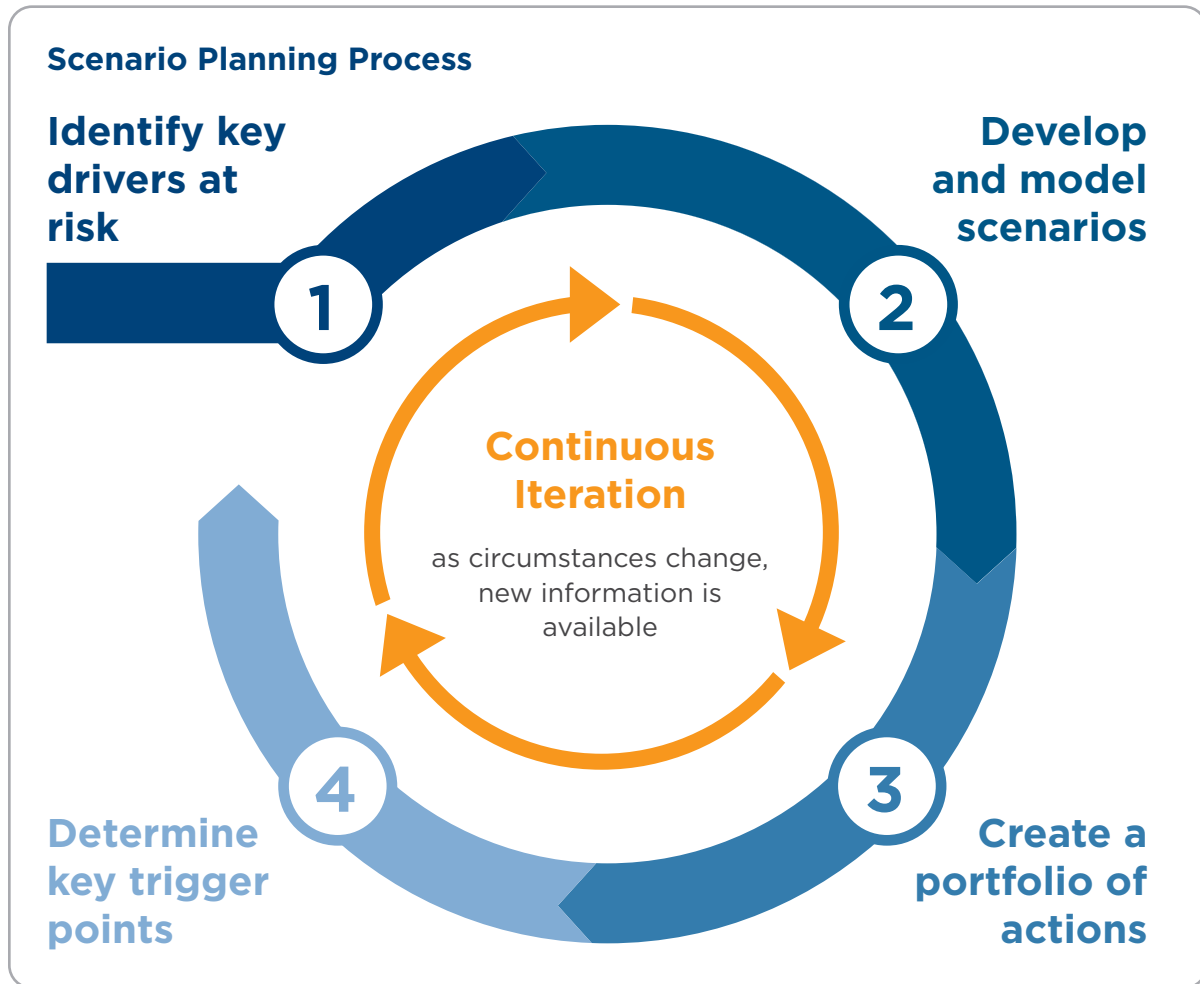 Scenario Planning Process
Identify key
drivers at
risk
1
Develop
and model
scenarios
2
Continuous
Iteration
as circumstances change,
new information is
available
3
Create a
portfolio of
actions
4
Determine
key trigger
points